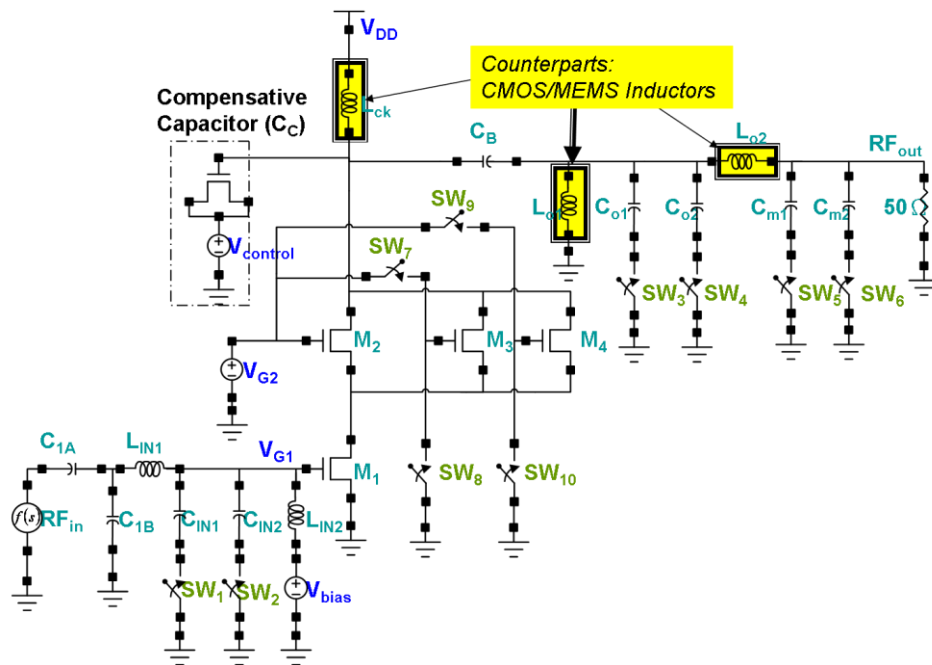 V_DD
Counterparts:
CMOS/MEMS Inductors
L_ck
Compensative
Capacitor (C_C)
C_B
L_o2
RF_out
SW_9
L_o1
C_o1
C_o2
C_m1
C_m2
50 Ω
SW_7
V_control
SW_3
SW_4
SW_5
SW_6
M_2
M_3
M_4
V_G2
C_1A
L_IN1
V_G1
M_1
SW_8
SW_10
f(s)
RF_in
C_1B
C_IN1
C_IN2
L_IN2
SW_1
SW_2
V_bias